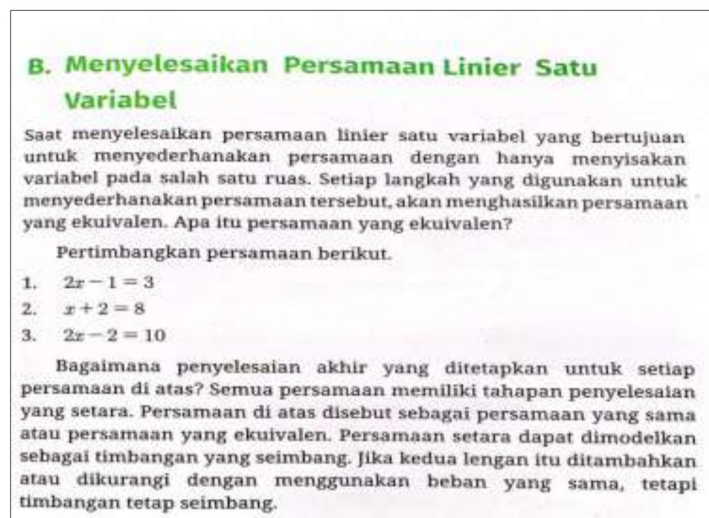 B. Menyelesaikan Persamaan Linier Satu
Variabel
Saat menyelesaikan persamaan linier satu variabel yang bertujuan
untuk menyederhanakan persamaan dengan hanya menyisakan
variabel pada salah satu ruas. Setiap langkah yang digunakan untuk
menyederhanakan persamaan tersebut, akan menghasilkan persamaan
yang ekuivalen. Apa itu persamaan yang ekuivalen?
Pertimbangkan persamaan berikut.
1. 2x − 1 = 3
2. x + 2 = 8
3. 2x − 2 = 10
Bagaimana penyelesaian akhir yang ditetapkan untuk setiap
persamaan di atas? Semua persamaan memiliki tahapan penyelesaian
yang setara. Persamaan di atas disebut sebagai persamaan yang sama
atau persamaan yang ekuivalen. Persamaan setara dapat dimodelkan
sebagai timbangan yang seimbang. Jika kedua lengan itu ditambahkan
atau dikurangi dengan menggunakan beban yang sama, tetapi
timbangan tetap seimbang.